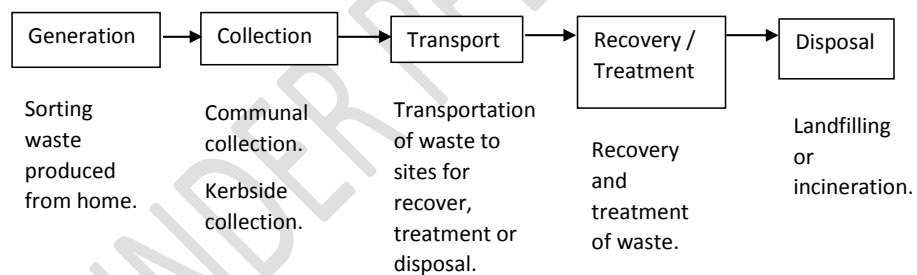 Generation
Collection
Transport
Recovery /
Treatment
Disposal
Sorting
waste
produced
from home.
Communal
collection.
Kerbside
collection.
Transportation
of waste to
sites for
recover,
treatment or
disposal.
Recovery
and
treatment
of waste.
Landfilling
or
incineration.
UNDER